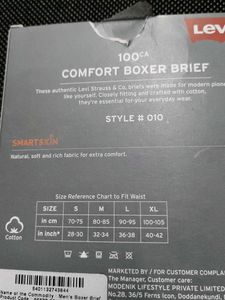 Levi
100CA
COMFORT BOXER BRIEF
These authentic Levi Strauss & Co. briefs were made for modern pione
like yourself. Closely fitting and crafted with cotton,
they're essential for your everyday wear.
STYLE # 010
SMARTSKIN
Natural, soft and rich fabric for extra comfort.
Size Reference Chart to Fit Waist
SIZE S M L XL
in cm 70-75 80-85 90-95 100-105
in inch* 28-30 32-34 36-38 40-42
Cotton
MARKETED BY / FOR CUSTOMER COMPLA
The Manager, Customer care:
MODENIK LIFESTYLE PRIVATE LIMITED
No.28, 36/5 Ferns Icon, Doddanekundi,
Name of the Commodity : Men's Boxer Brief
Product Code :